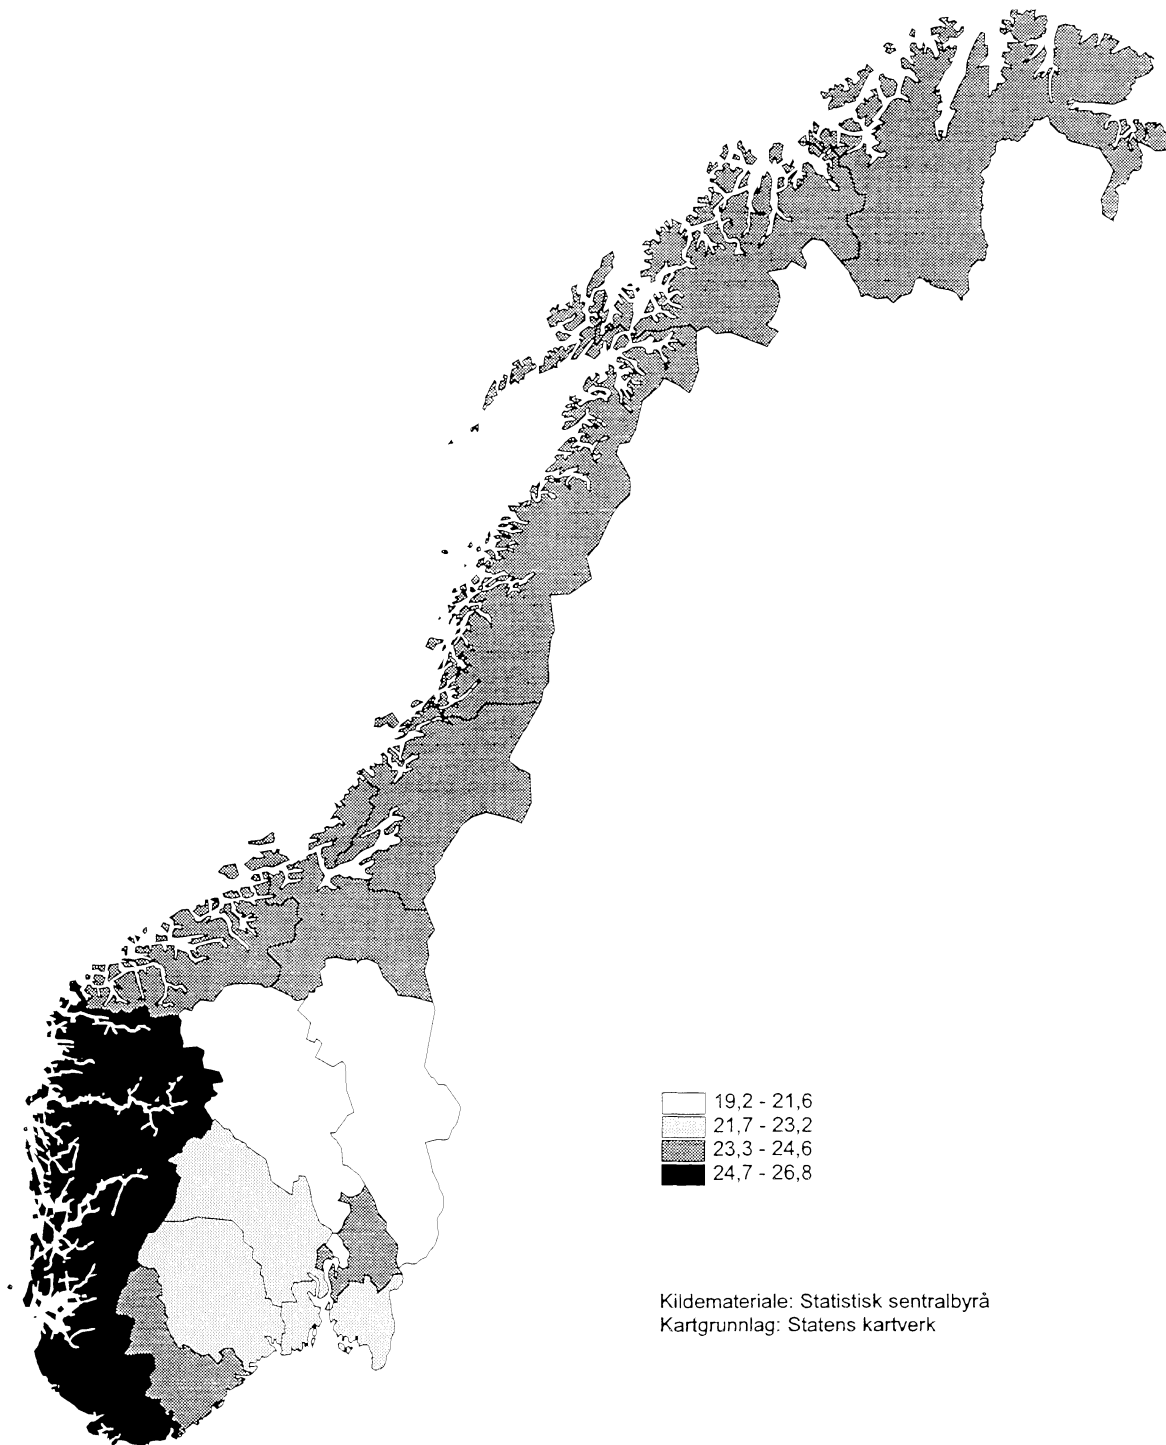 19,2 - 21,6
21,7 - 23,2
23,3 - 24,6
24,7 - 26,8
Kildemateriale: Statistisk sentralbyrå
Kartgrunnlag: Statens kartverk